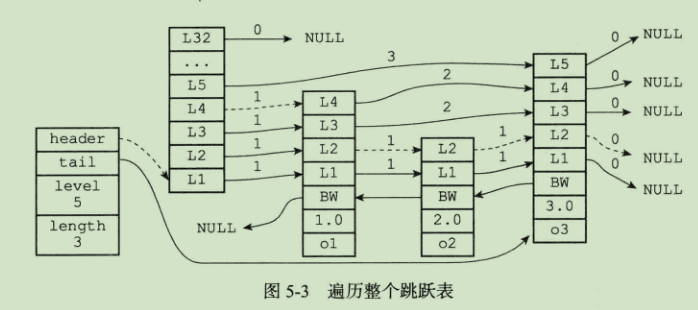 L32 0 NULL
...
L5 3 L5 0 NULL
L4 1 L4 2 L4 0 NULL
L3 1 L3 2 L3 0 NULL
L2 1 L2 1 L2 1 L2 0 NULL
L1 1 L1 1 L1 1 L1 0 NULL
header
tail
level
5
length
3
NULL BW BW BW
1.0 2.0 3.0
o1 o2 o3
图 5-3 遍历整个跳跃表